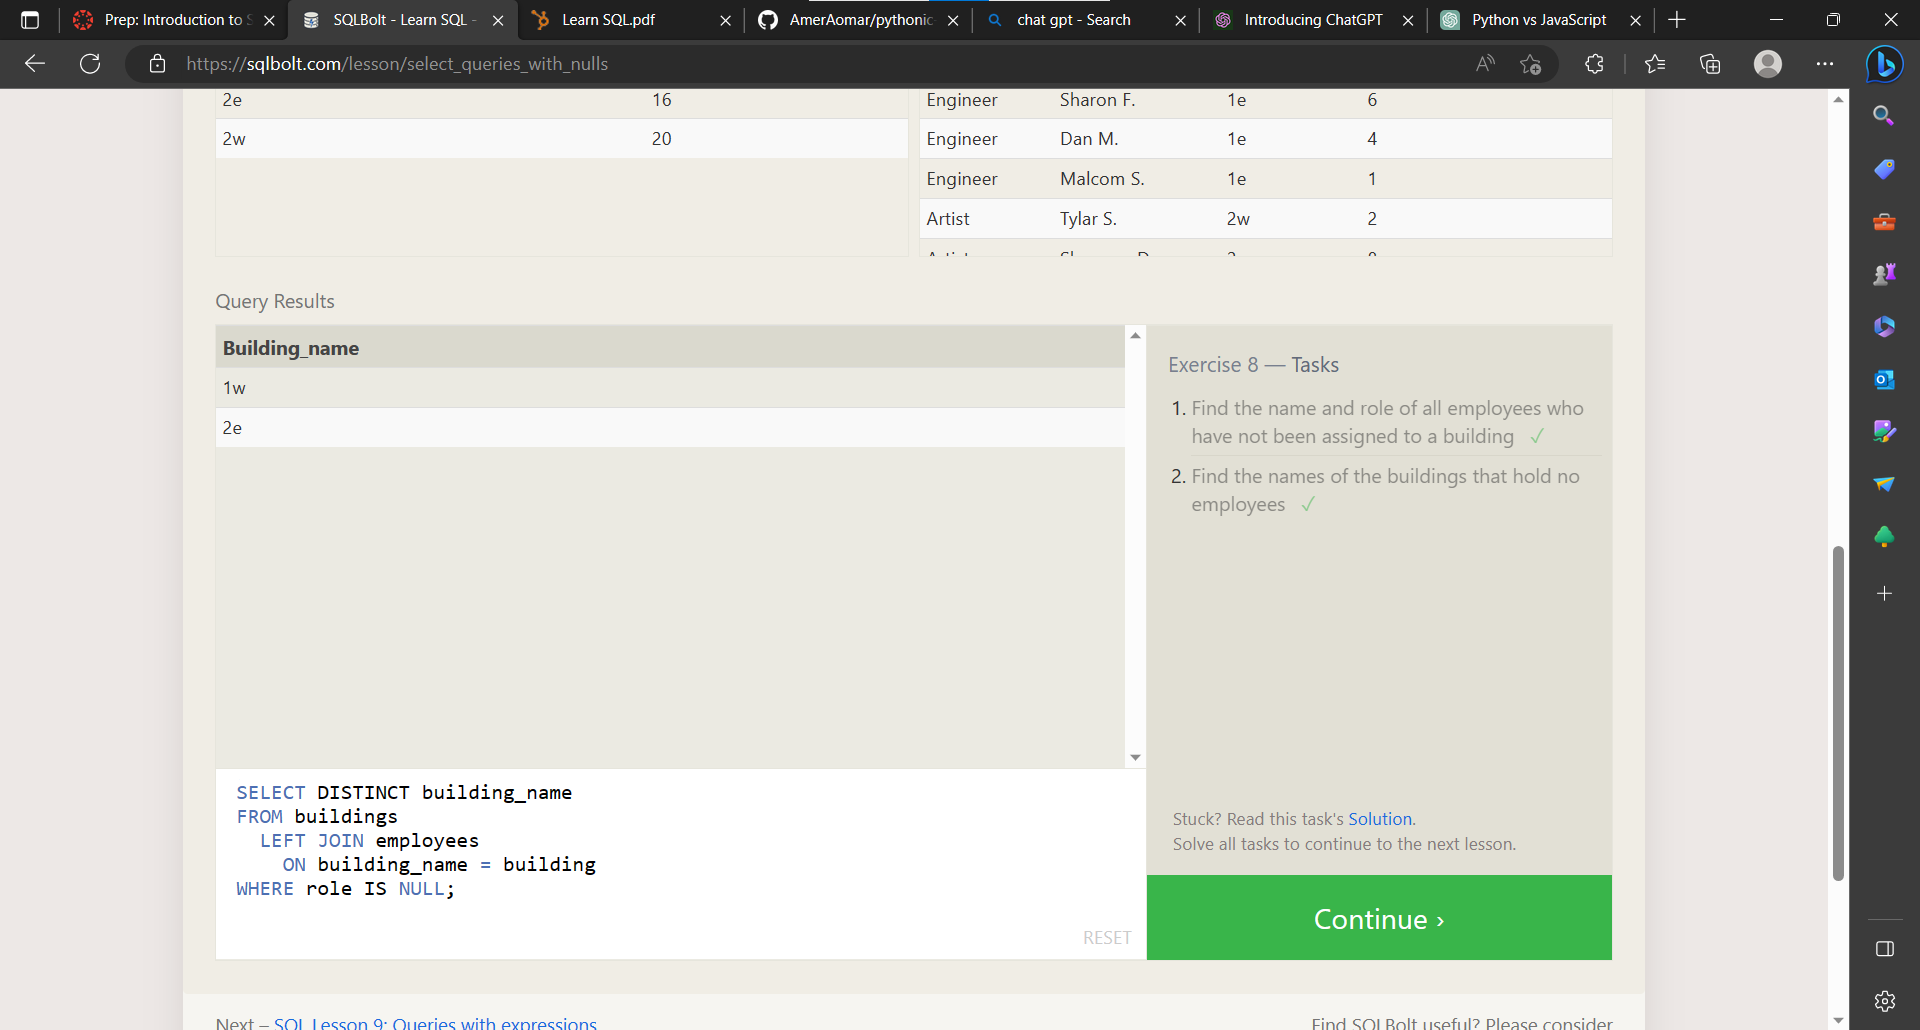 Prep: Introduction to S
SQLBolt - Learn SQL -
Learn SQL.pdf
AmerAomar/pythonic
chat gpt - Search
Introducing ChatGPT
Python vs JavaScript
https://sqlbolt.com/lesson/select_queries_with_nulls
2e 16
2w 20
Engineer Sharon F. 1e 6
Engineer Dan M. 1e 4
Engineer Malcom S. 1e 1
Artist Tylar S. 2w 2
Query Results
Building_name
1w
2e
Exercise 8 — Tasks
1. Find the name and role of all employees who
have not been assigned to a building ✓
2. Find the names of the buildings that hold no
employees ✓
SELECT DISTINCT building_name
FROM buildings
LEFT JOIN employees
ON building_name = building
WHERE role IS NULL;
RESET
Stuck? Read this task's Solution.
Solve all tasks to continue to the next lesson.
Continue ›
Next – SQL Lesson 9: Queries with expressions
Find SQLBolt useful? Please consider